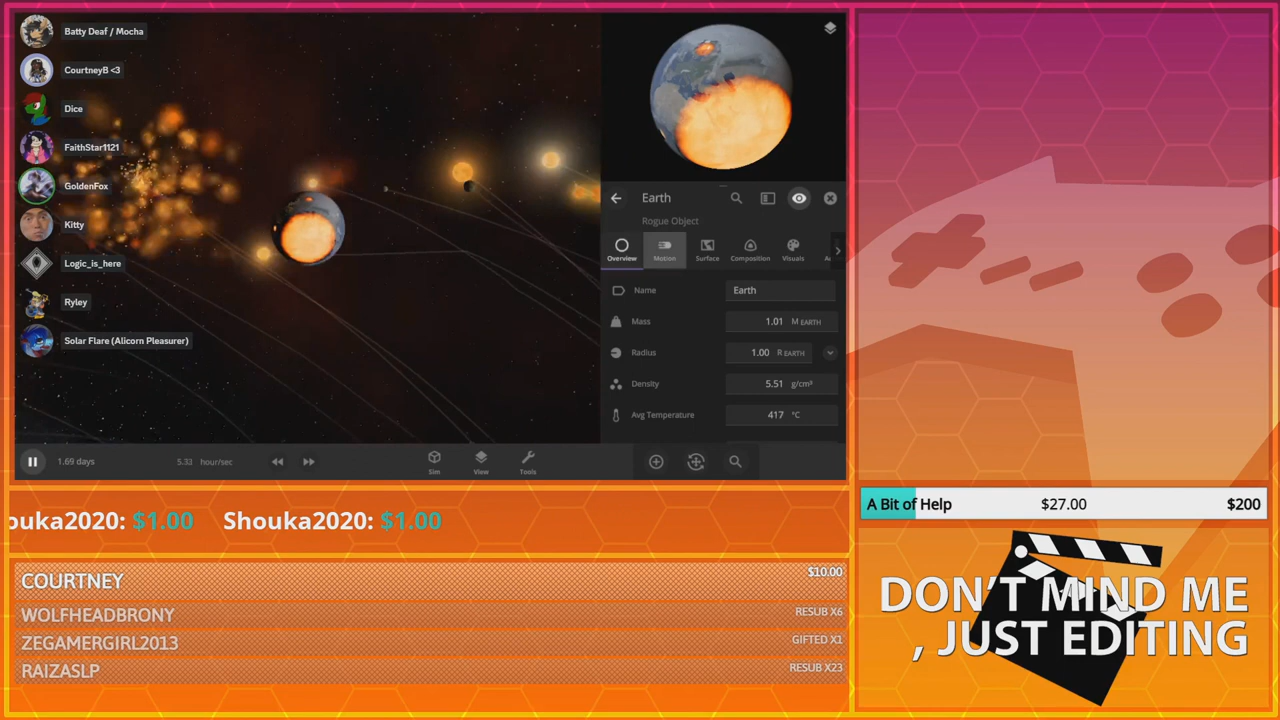 Batty Deaf / Mocha
CourtneyB <3
Dice
FaithStar1121
GoldenFox
Kitty
Logic_is_here
Ryley
Solar Flare (Alicorn Pleasurer)
Earth
Rogue Object
Overview Motion Surface Composition Visuals
Name Earth
Mass 1.01 M EARTH
Radius 1.00 R EARTH
Density 5.51 g/cm³
Avg Temperature 417 °C
1.69 days 5.33 hour/sec
Sim View Tools
ouka2020: $1.00 Shouka2020: $1.00
COURTNEY $10.00
WOLFHEADBRONY RESUB X6
ZEGAMERGIRL2013 GIFTED X1
RAIZASLP RESUB X23
A Bit of Help $27.00 $200
DON'T MIND ME
, JUST EDITING